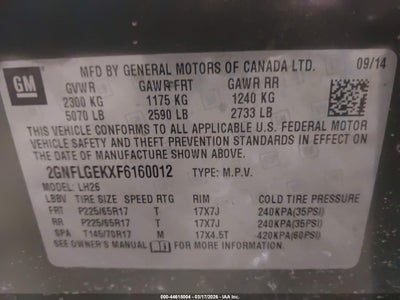 GM
MFD BY GENERAL MOTORS OF CANADA LTD.
09/14
GVWR GAWR FRT GAWR RR
2300 KG 1175 KG 1240 KG
5070 LB 2590 LB 2733 LB
THIS VEHICLE CONFORMS TO ALL APPLICABLE U.S. FEDERAL MOTOR
VEHICLE SAFETY AND THEFT PREVENTION STANDARDS IN
EFFECT ON THE DATE OF MANUFACTURE SHOWN ABOVE.
2GNFLGEKXF6160012 TYPE: M.P.V.
MODEL: LH26
LBBV TIRE SIZE SPEED RTG RIM COLD TIRE PRESSURE
FRT P225/65R17 T 17X7J 240KPA(35PSI)
RR P225/65R17 T 17X7J 240KPA(35PSI)
SPA T145/70R17 M 17X4.5T 420KPA(60PSI)
SEE OWNER'S MANUAL FOR ADDITIONAL INFORMATION.
000-44615004 - 03/17/2026 - IAA Inc.